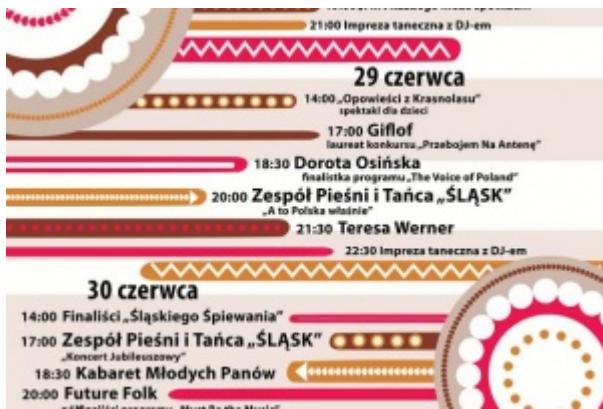 21:00 Impreza taneczna z DJ-em
29 czerwca
14:00 „Opowieści z Krasnolasu”
spektakl dla dzieci
17:00 Giflof
laureat konkursu „Przebojem Na Antenę”
18:30 Dorota Osińska
finalistka programu „The Voice of Poland”
20:00 Zespół Pieśni i Tańca „ŚLĄSK”
„A to Polska właśnie”
21:30 Teresa Werner
22:30 Impreza taneczna z DJ-em
30 czerwca
14:00 Finaliści „Śląskiego Śpiewania”
17:00 Zespół Pieśni i Tańca „ŚLĄSK”
„Koncert Jubileuszowy”
18:30 Kabaret Młodych Panów
20:00 Future Folk